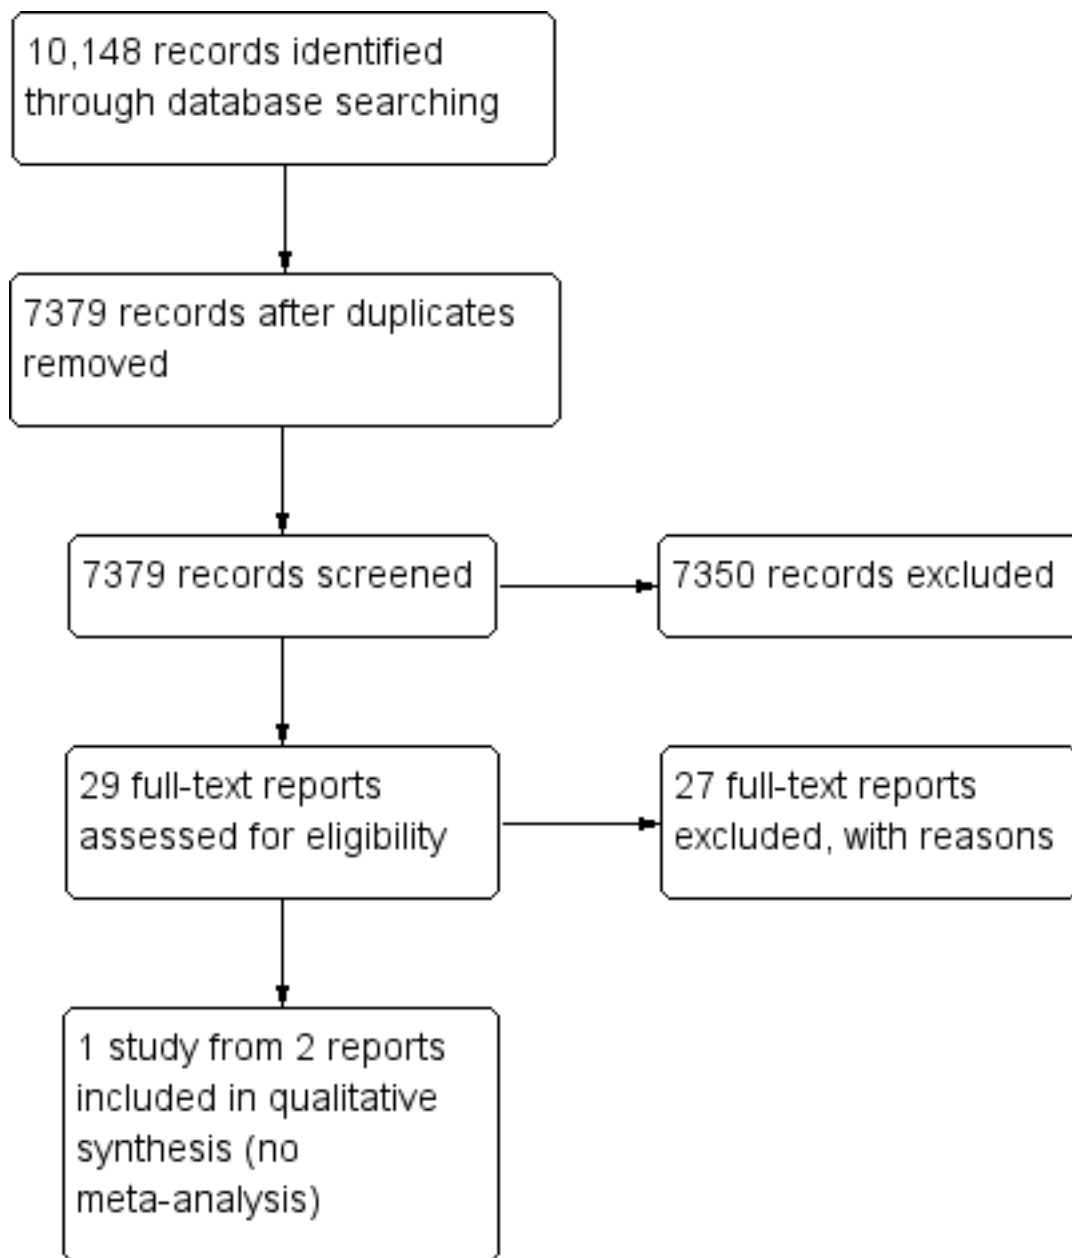 10,148 records identified
through database searching
7379 records after duplicates
removed
7379 records screened
7350 records excluded
29 full-text reports
assessed for eligibility
27 full-text reports
excluded, with reasons
1 study from 2 reports
included in qualitative
synthesis (no
meta-analysis)